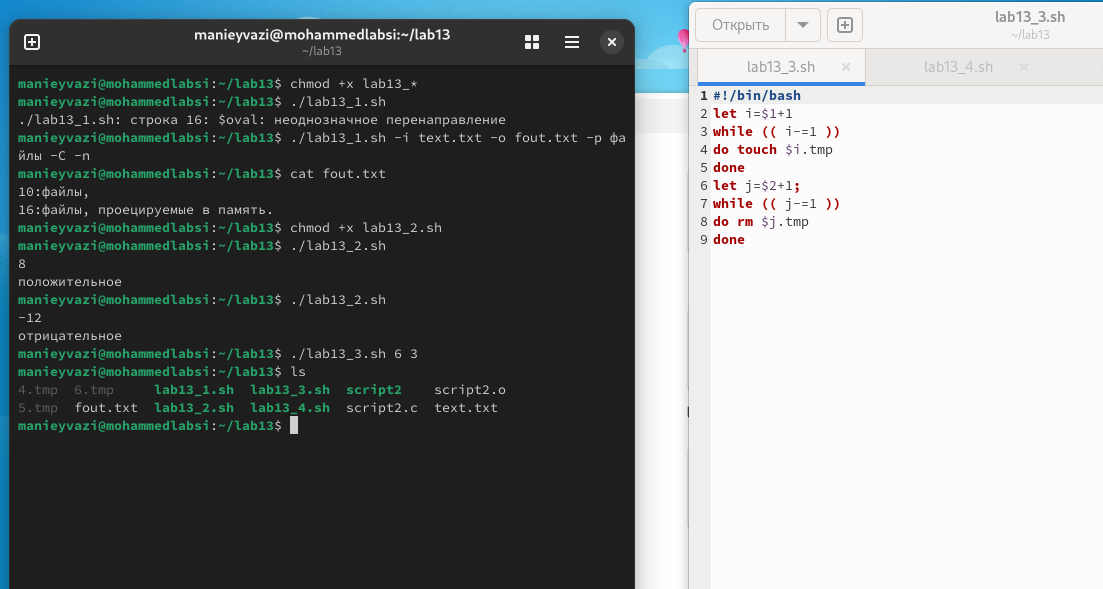 manieyvazi@mohammedlabsi:~/lab13
~/lab13
manieyvazi@mohammedlabsi:~/lab13$ chmod +x lab13_*
manieyvazi@mohammedlabsi:~/lab13$ ./lab13_1.sh
./lab13_1.sh: строка 16: $oval: неоднозначное перенаправление
manieyvazi@mohammedlabsi:~/lab13$ ./lab13_1.sh -i text.txt -o fout.txt -p фа
йлы -C -n
manieyvazi@mohammedlabsi:~/lab13$ cat fout.txt
10:файлы,
16:файлы, проецируемые в память.
manieyvazi@mohammedlabsi:~/lab13$ chmod +x lab13_2.sh
manieyvazi@mohammedlabsi:~/lab13$ ./lab13_2.sh
8
положительное
manieyvazi@mohammedlabsi:~/lab13$ ./lab13_2.sh
-12
отрицательное
manieyvazi@mohammedlabsi:~/lab13$ ./lab13_3.sh 6 3
manieyvazi@mohammedlabsi:~/lab13$ ls
4.tmp  6.tmp     lab13_1.sh  lab13_3.sh  script2    script2.o
5.tmp  fout.txt  lab13_2.sh  lab13_4.sh  script2.c  text.txt
manieyvazi@mohammedlabsi:~/lab13$
Открыть
lab13_3.sh
~/lab13
lab13_3.sh × lab13_4.sh ×
1 #!/bin/bash
2 let i=$1+1
3 while (( i-=1 ))
4 do touch $i.tmp
5 done
6 let j=$2+1;
7 while (( j-=1 ))
8 do rm $j.tmp
9 done